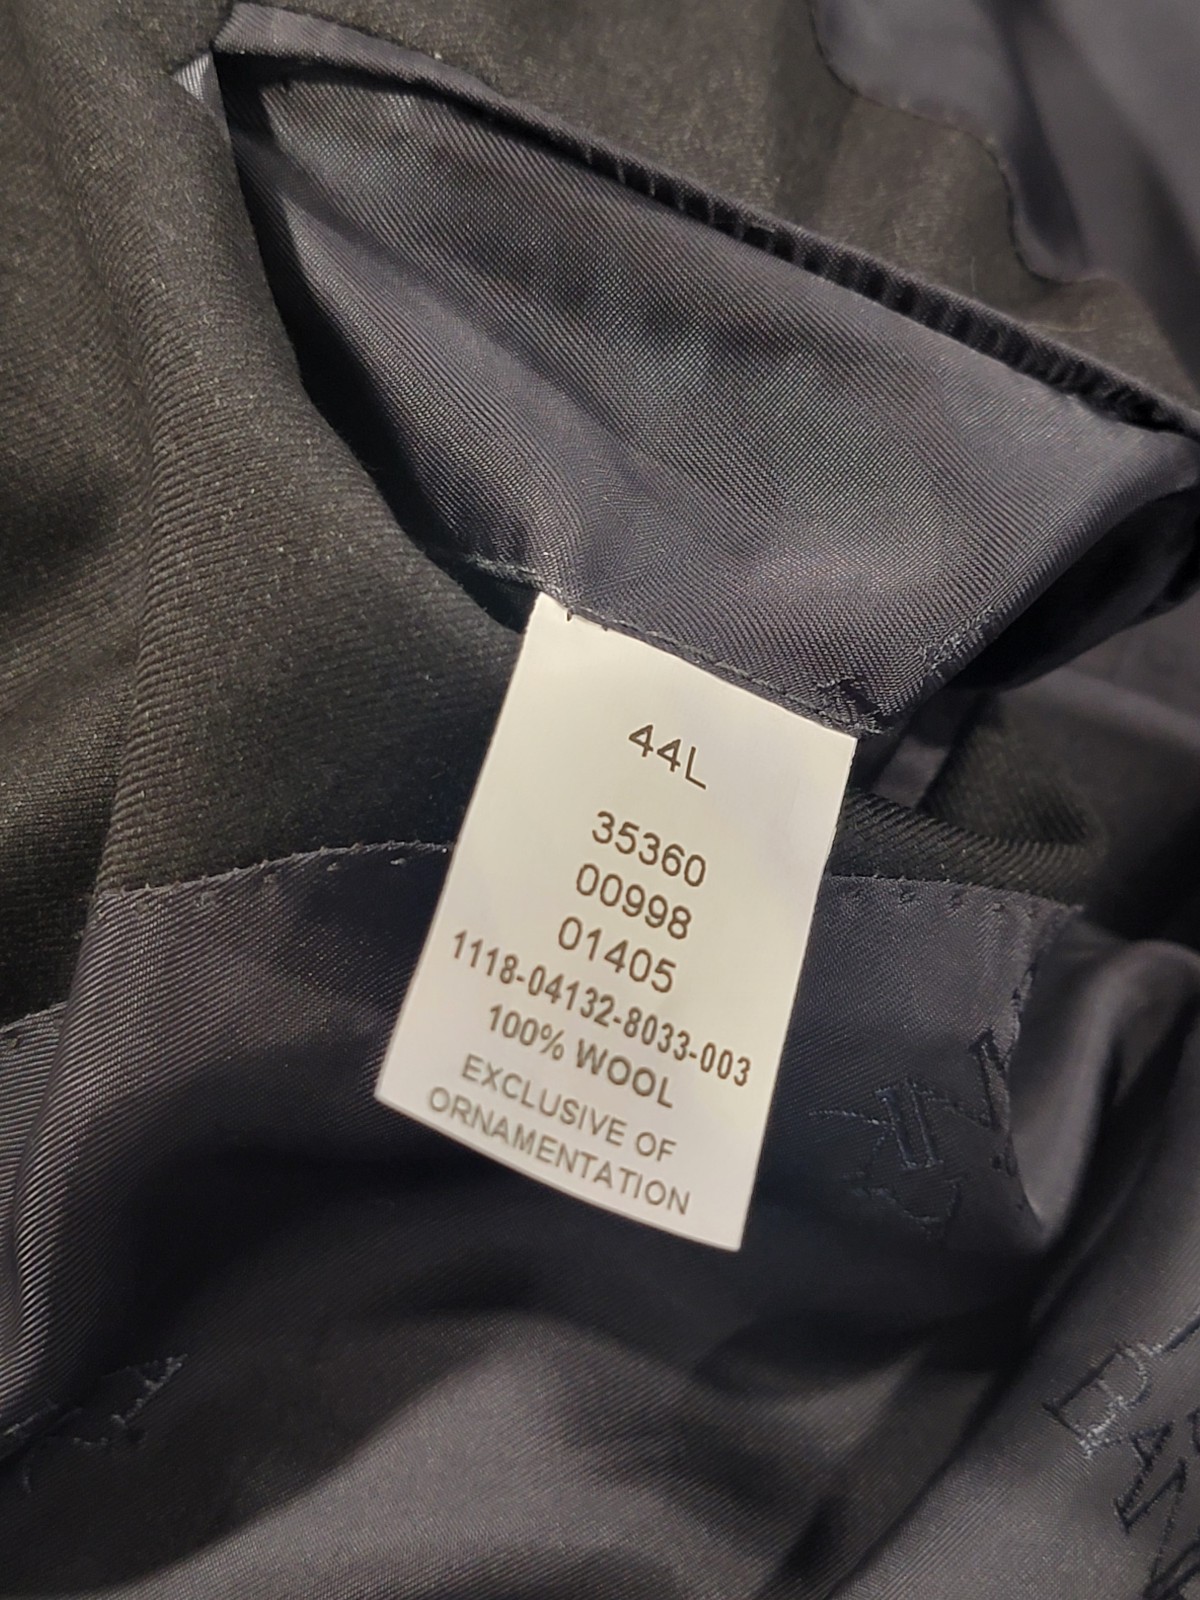 44L
35360
00998
01405
1118-04132-8033-003
100% WOOL
EXCLUSIVE OF
ORNAMENTATION